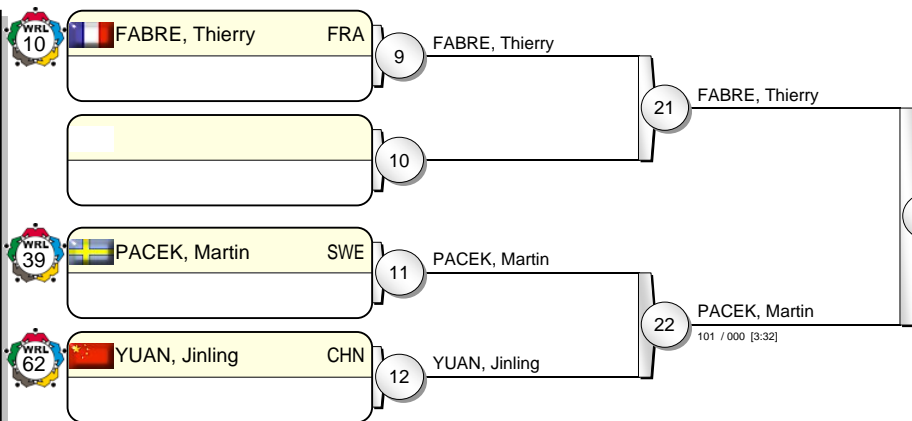 WRL
10
FABRE, Thierry FRA
9
FABRE, Thierry
21
FABRE, Thierry
10
WRL
39
PACEK, Martin SWE
11
PACEK, Martin
22
PACEK, Martin
101 / 000 [3:32]
WRL
62
YUAN, Jinling CHN
12
YUAN, Jinling